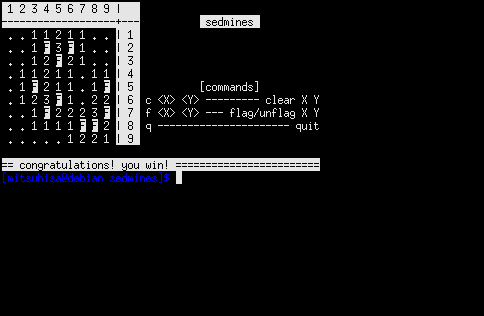 1 2 3 4 5 6 7 8 9 |
------------------+---
. . 1 1 2 1 1 . . | 1 sedmines
. . 1 F 3 F 1 . . | 2
. . 1 2 F 2 1 . . | 3
. 1 1 2 1 1 . 1 1 | 4
. 1 F 2 1 1 . 1 F | 5 [commands]
. 1 2 3 F 1 . 2 2 | 6 c <X> <Y> --------- clear X Y
. . 1 F 2 2 2 3 F | 7 f <X> <Y> --- flag/unflag X Y
. . 1 1 1 1 F F 2 | 8 q ---------------------- quit
. . . . . 1 2 2 1 | 9
== congratulations! you win! ========================
[mitsuhisa@debian sedmines]$